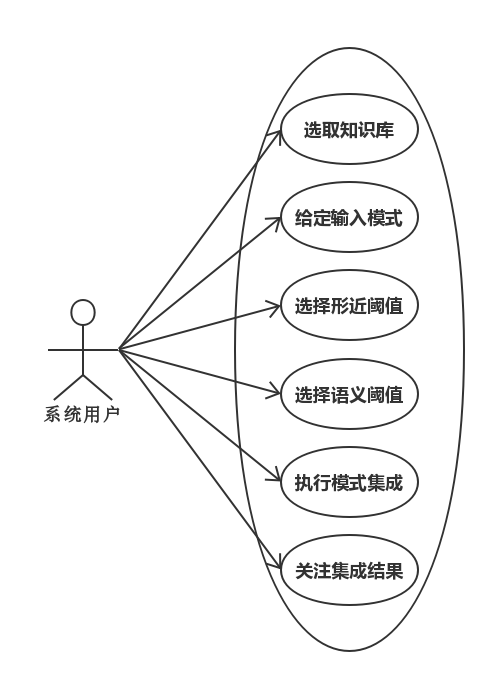 选取知识库
给定输入模式
选择形近阈值
选择语义阈值
系统用户
执行模式集成
关注集成结果